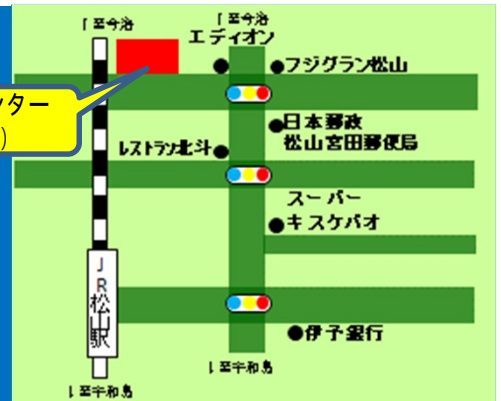 至今治
至今治
エディオン
フジグラン松山
ンター
)
日本郵政
松山宮田郵便局
レストラン北斗
スーパー
キスケパオ
JR松山駅
伊予銀行
至宇和島
至宇和島